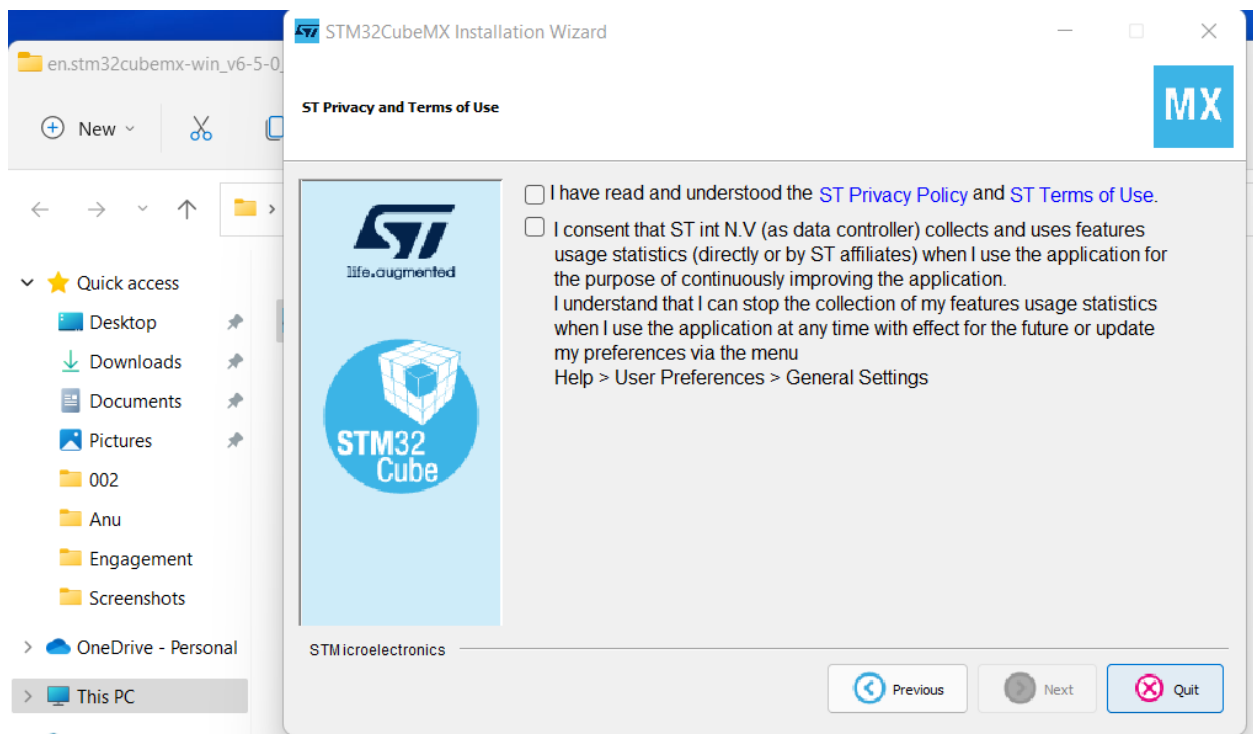 STM32CubeMX Installation Wizard
en.stm32cubemx-win_v6-5-0_
New
ST Privacy and Terms of Use
MX
Quick access
Desktop
Downloads
Documents
Pictures
002
Anu
Engagement
Screenshots
OneDrive - Personal
This PC
ST
life.augmented
STM32
Cube
I have read and understood the ST Privacy Policy and ST Terms of Use.
I consent that ST int N.V (as data controller) collects and uses features
usage statistics (directly or by ST affiliates) when I use the application for
the purpose of continuously improving the application.
I understand that I can stop the collection of my features usage statistics
when I use the application at any time with effect for the future or update
my preferences via the menu
Help > User Preferences > General Settings
STMicroelectronics
Previous
Next
Quit